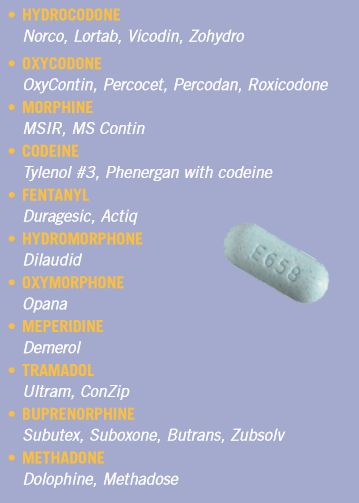 • HYDROCODONE
Norco, Lortab, Vicodin, Zohydro
• OXYCODONE
OxyContin, Percocet, Percodan, Roxicodone
• MORPHINE
MSIR, MS Contin
• CODEINE
Tylenol #3, Phenergan with codeine
• FENTANYL
Duragesic, Actiq
• HYDROMORPHONE
Dilaudid
• OXYMORPHONE
Opana
• MEPERIDINE
Demerol
• TRAMADOL
Ultram, ConZip
• BUPRENORPHINE
Subutex, Suboxone, Butrans, Zubsolv
• METHADONE
Dolophine, Methadose
E658